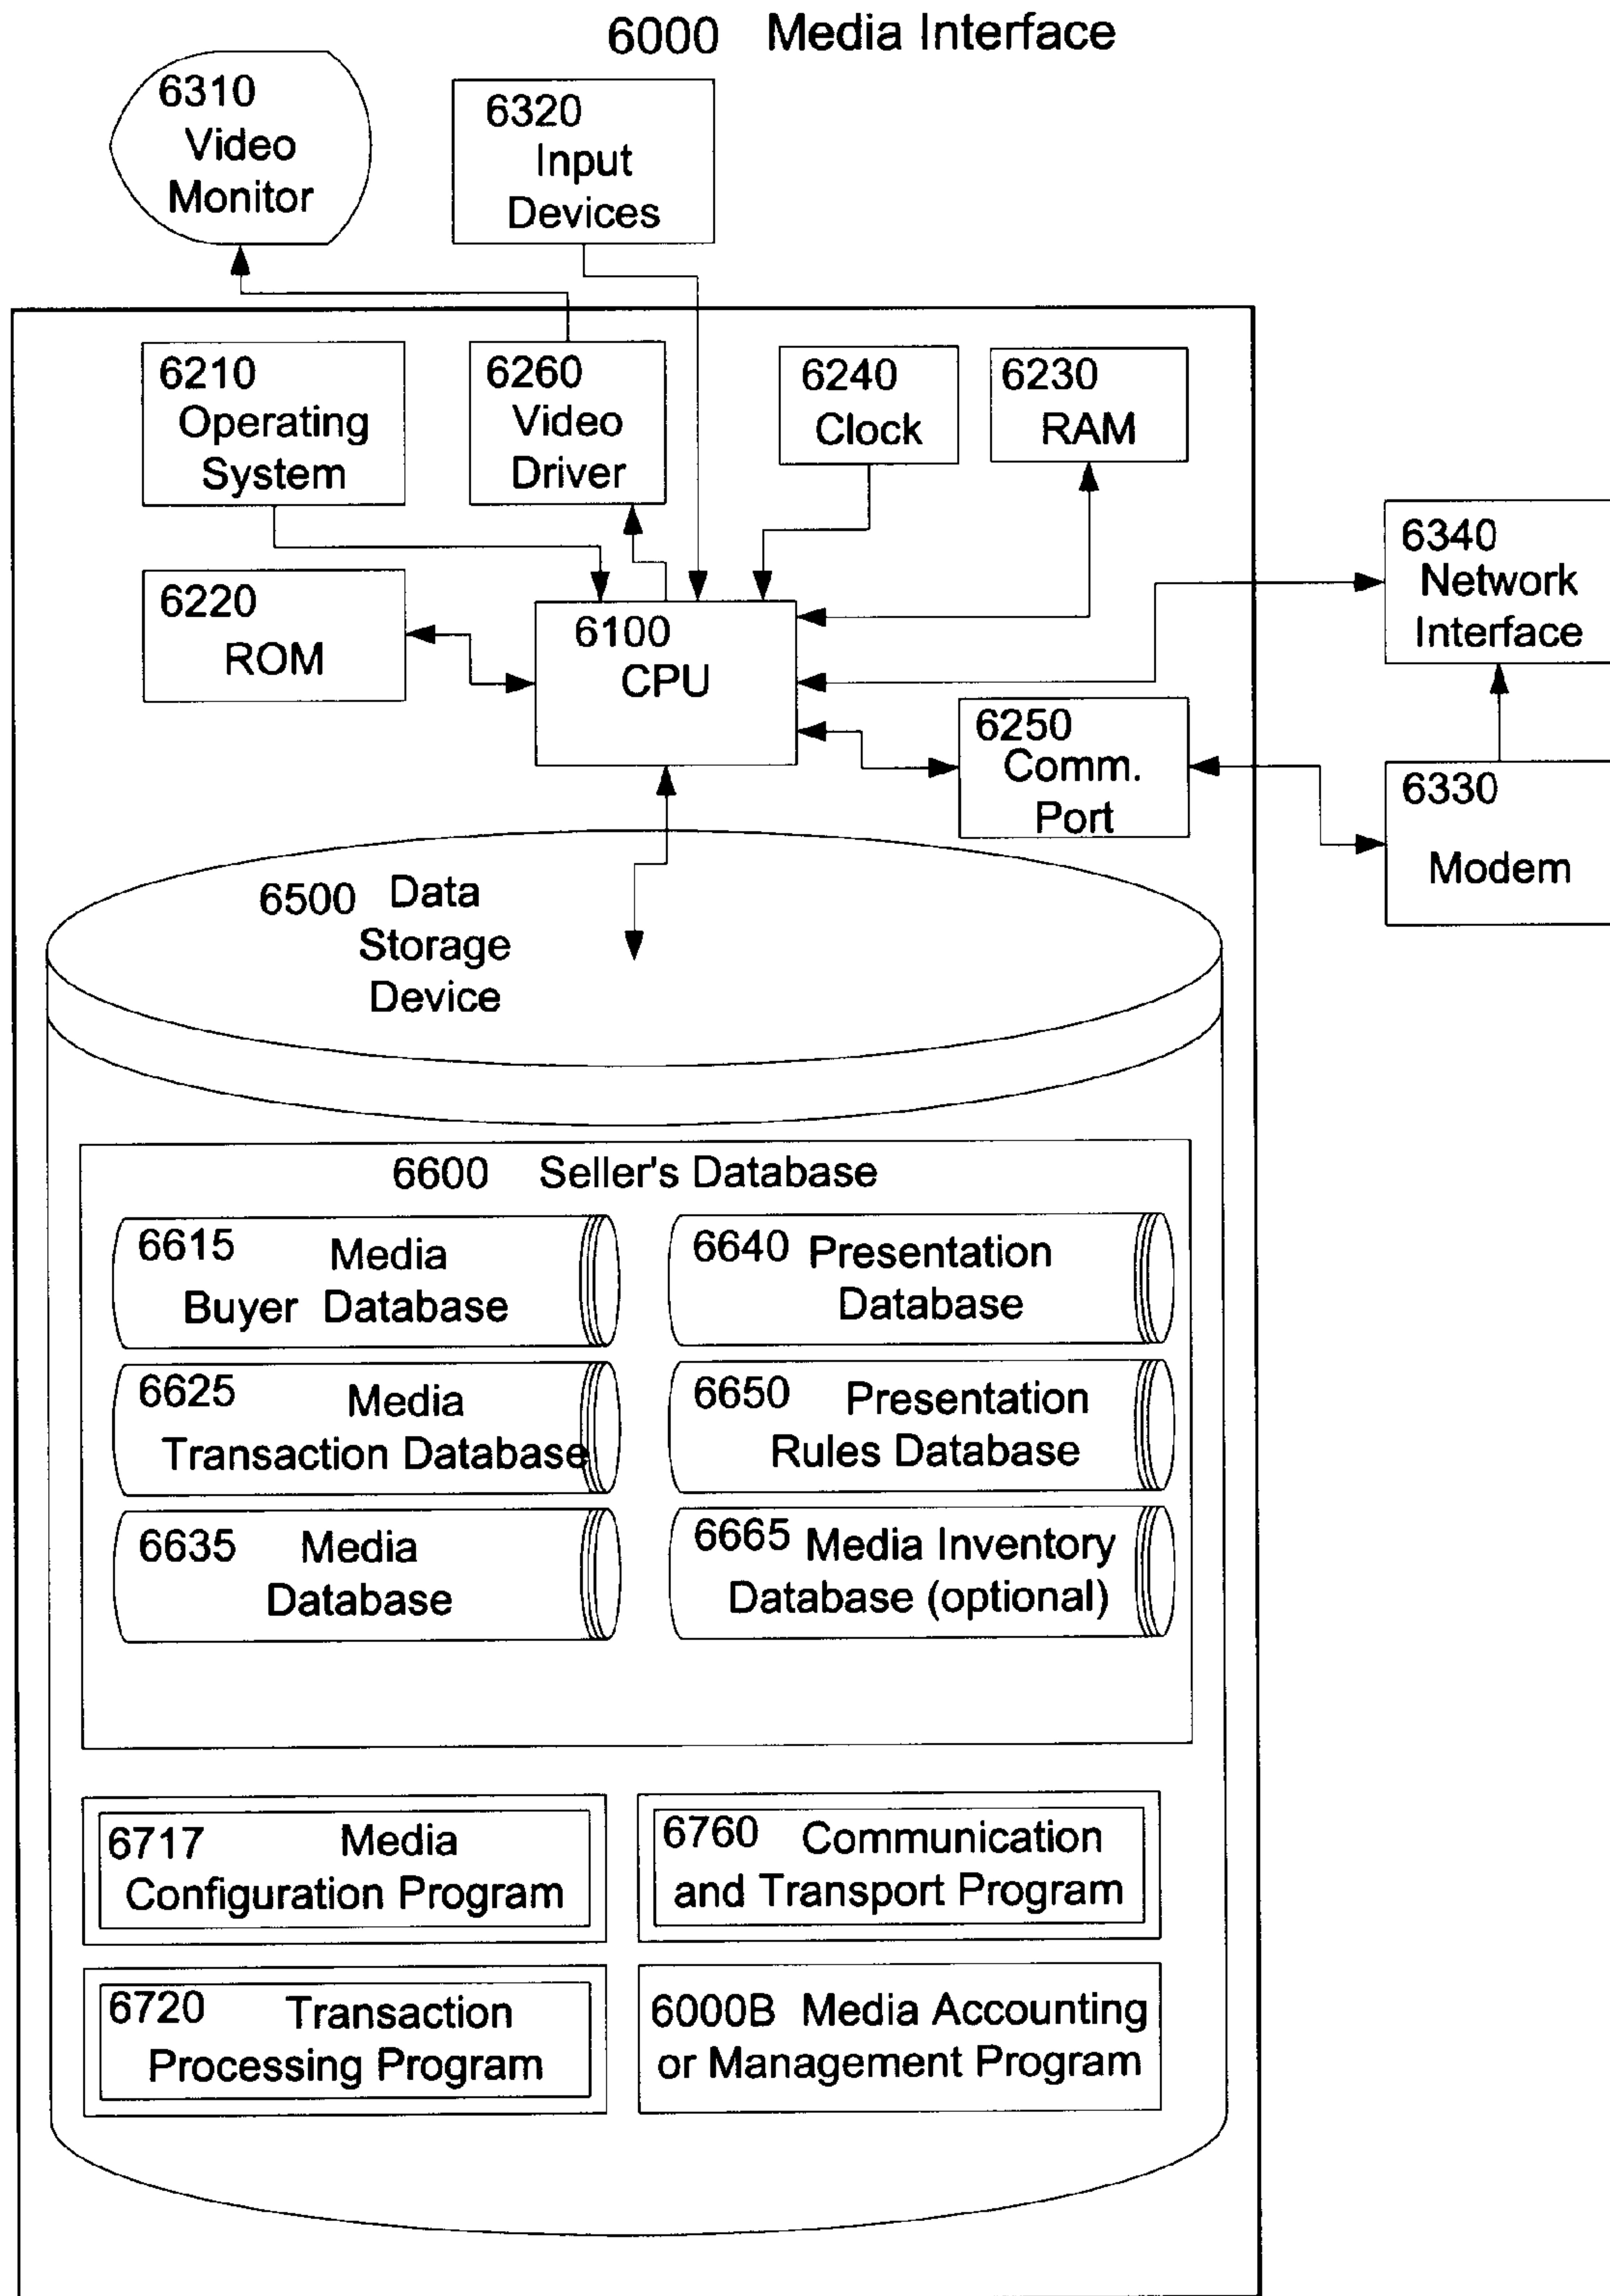 6000 Media Interface
6310
Video
Monitor
6320
Input
Devices
6210
Operating
System
6260
Video
Driver
6240
Clock
6230
RAM
6340
Network
Interface
6220
ROM
6100
CPU
6250
Comm.
Port
6330
Modem
6500 Data
Storage
Device
6600 Seller's Database
6615 Media
Buyer Database
6640 Presentation
Database
6625 Media
Transaction Database
6650 Presentation
Rules Database
6635 Media
Database
6665 Media Inventory
Database (optional)
6717 Media
Configuration Program
6760 Communication
and Transport Program
6720 Transaction
Processing Program
6000B Media Accounting
or Management Program